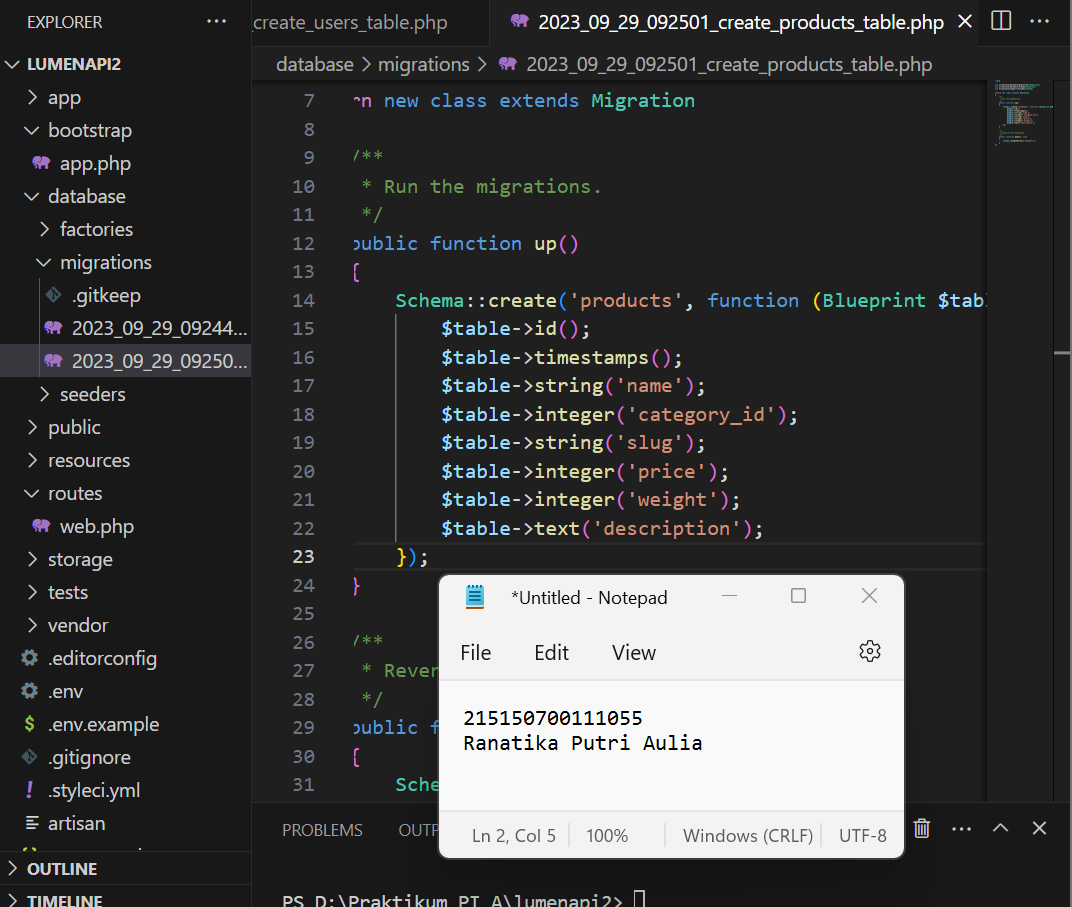 EXPLORER ...
LUMENAPI2
app
bootstrap
app.php
database
factories
migrations
.gitkeep
2023_09_29_09244...
2023_09_29_09250...
seeders
public
resources
routes
web.php
storage
tests
vendor
.editorconfig
.env
$ .env.example
.gitignore
! .styleci.yml
artisan
OUTLINE
TIMELINE
create_users_table.php 2023_09_29_092501_create_products_table.php ...
database > migrations > 2023_09_29_092501_create_products_table.php
7 rn new class extends Migration
8
9 /**
10 * Run the migrations.
11 */
12 public function up()
13 {
14 Schema::create('products', function (Blueprint $tabl
15 $table->id();
16 $table->timestamps();
17 $table->string('name');
18 $table->integer('category_id');
19 $table->string('slug');
20 $table->integer('price');
21 $table->integer('weight');
22 $table->text('description');
23 });
24 }
25
26 /**
27 * Rever
28 */
29 public f
30 {
31 Sche
*Untitled - Notepad
File Edit View
215150700111055
Ranatika Putri Aulia
Ln 2, Col 5 100% Windows (CRLF) UTF-8
PROBLEMS OUTP ...
PS D:\Praktikum PI A\lumenapi2>